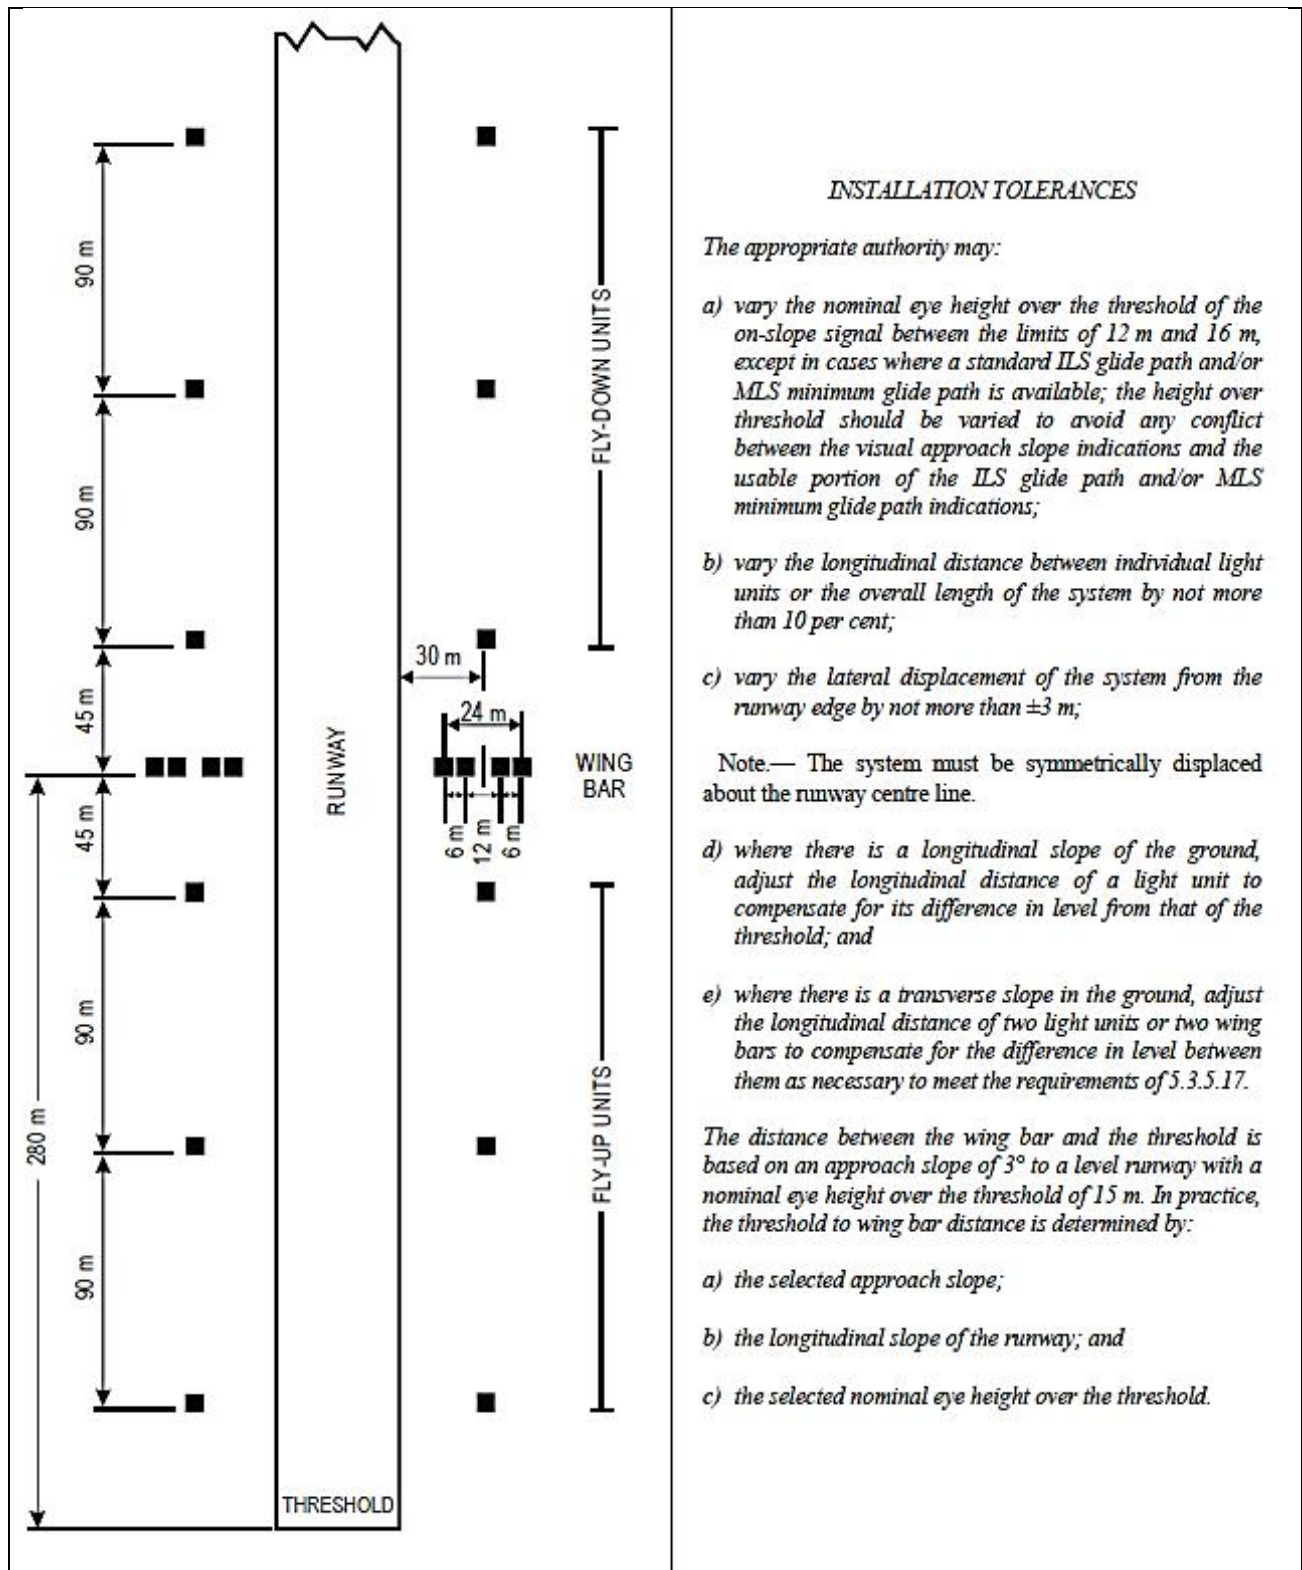 90 m
90 m
45 m
45 m
90 m
90 m
280 m
RUNWAY
THRESHOLD
30 m
24 m
6 m
12 m
6 m
FLY-DOWN UNITS
WING
BAR
FLY-UP UNITS
INSTALLATION TOLERANCES
The appropriate authority may:
a) vary the nominal eye height over the threshold of the
on-slope signal between the limits of 12 m and 16 m,
except in cases where a standard ILS glide path and/or
MLS minimum glide path is available; the height over
threshold should be varied to avoid any conflict
between the visual approach slope indications and the
usable portion of the ILS glide path and/or MLS
minimum glide path indications;
b) vary the longitudinal distance between individual light
units or the overall length of the system by not more
than 10 per cent;
c) vary the lateral displacement of the system from the
runway edge by not more than ±3 m;
Note.— The system must be symmetrically displaced
about the runway centre line.
d) where there is a longitudinal slope of the ground,
adjust the longitudinal distance of a light unit to
compensate for its difference in level from that of the
threshold; and
e) where there is a transverse slope in the ground, adjust
the longitudinal distance of two light units or two wing
bars to compensate for the difference in level between
them as necessary to meet the requirements of 5.3.5.17.
The distance between the wing bar and the threshold is
based on an approach slope of 3° to a level runway with a
nominal eye height over the threshold of 15 m. In practice,
the threshold to wing bar distance is determined by:
a) the selected approach slope;
b) the longitudinal slope of the runway; and
c) the selected nominal eye height over the threshold.